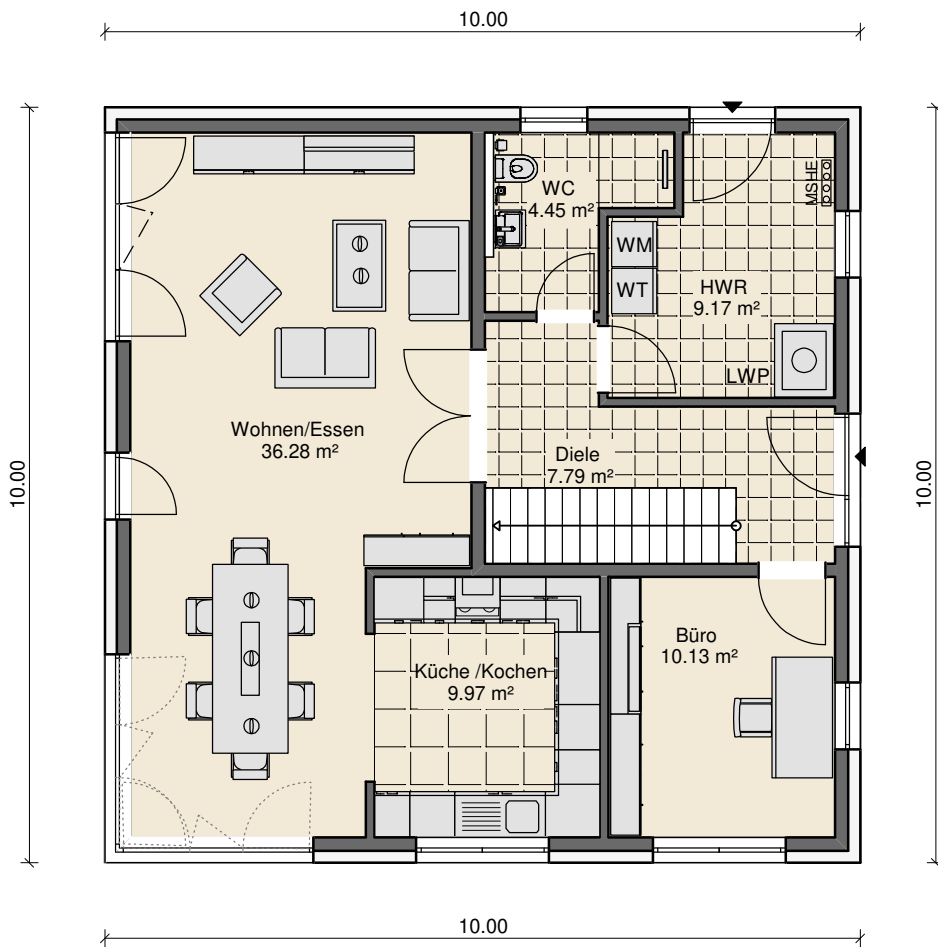 10.00
WC
4.45 m²
MSHE
WM
WT
HWR
9.17 m²
LWP
Wohnen/Essen
36.28 m²
Diele
7.79 m²
10.00
10.00
Büro
10.13 m²
Küche /Kochen
9.97 m²
10.00